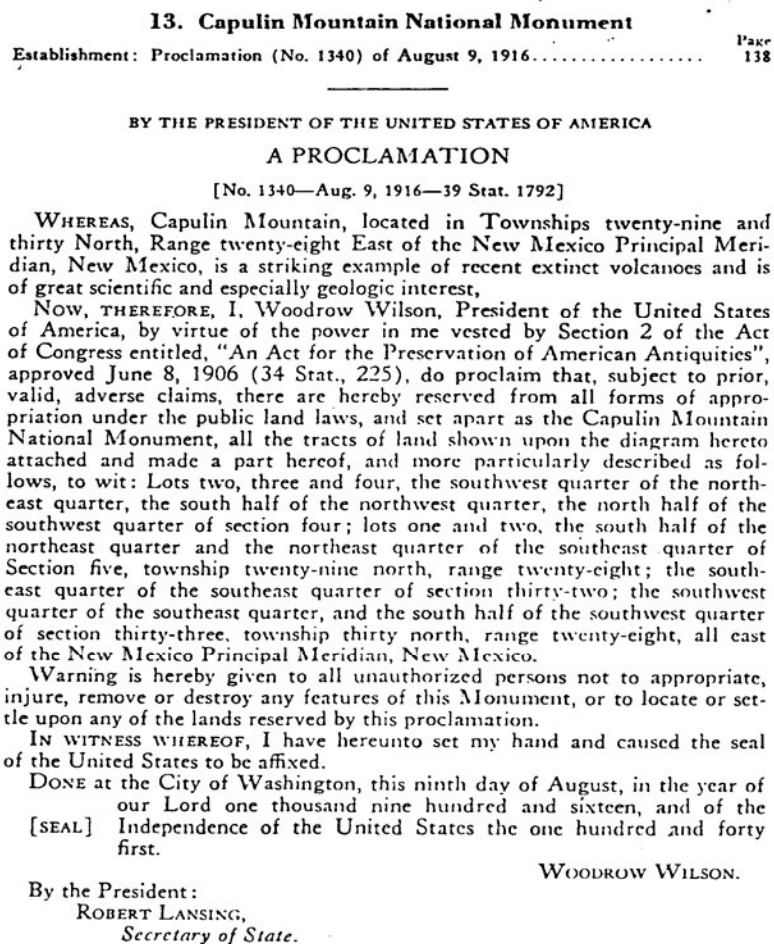 13. Capulin Mountain National Monument
Page
Establishment: Proclamation (No. 1340) of August 9, 1916.................. 138
BY THE PRESIDENT OF THE UNITED STATES OF AMERICA
A PROCLAMATION
[No. 1340—Aug. 9, 1916—39 Stat. 1792]
WHEREAS, Capulin Mountain, located in Townships twenty-nine and
thirty North, Range twenty-eight East of the New Mexico Principal Meri-
dian, New Mexico, is a striking example of recent extinct volcanoes and is
of great scientific and especially geologic interest,
NOW, THEREFORE, I, Woodrow Wilson, President of the United States
of America, by virtue of the power in me vested by Section 2 of the Act
of Congress entitled, "An Act for the Preservation of American Antiquities",
approved June 8, 1906 (34 Stat., 225), do proclaim that, subject to prior,
valid, adverse claims, there are hereby reserved from all forms of appro-
priation under the public land laws, and set apart as the Capulin Mountain
National Monument, all the tracts of land shown upon the diagram hereto
attached and made a part hereof, and more particularly described as fol-
lows, to wit: Lots two, three and four, the southwest quarter of the north-
east quarter, the south half of the northwest quarter, the north half of the
southwest quarter of section four; lots one and two, the south half of the
northeast quarter and the northeast quarter of the southeast quarter of
Section five, township twenty-nine north, range twenty-eight; the south-
east quarter of the southeast quarter of section thirty-two; the southwest
quarter of the southeast quarter, and the south half of the southwest quarter
of section thirty-three, township thirty north, range twenty-eight, all east
of the New Mexico Principal Meridian, New Mexico.
Warning is hereby given to all unauthorized persons not to appropriate,
injure, remove or destroy any features of this Monument, or to locate or set-
tle upon any of the lands reserved by this proclamation.
IN WITNESS WHEREOF, I have hereunto set my hand and caused the seal
of the United States to be affixed.
DONE at the City of Washington, this ninth day of August, in the year of
our Lord one thousand nine hundred and sixteen, and of the
[SEAL] Independence of the United States the one hundred and forty
first.
WOODROW WILSON.
By the President:
ROBERT LANSING,
Secretary of State.